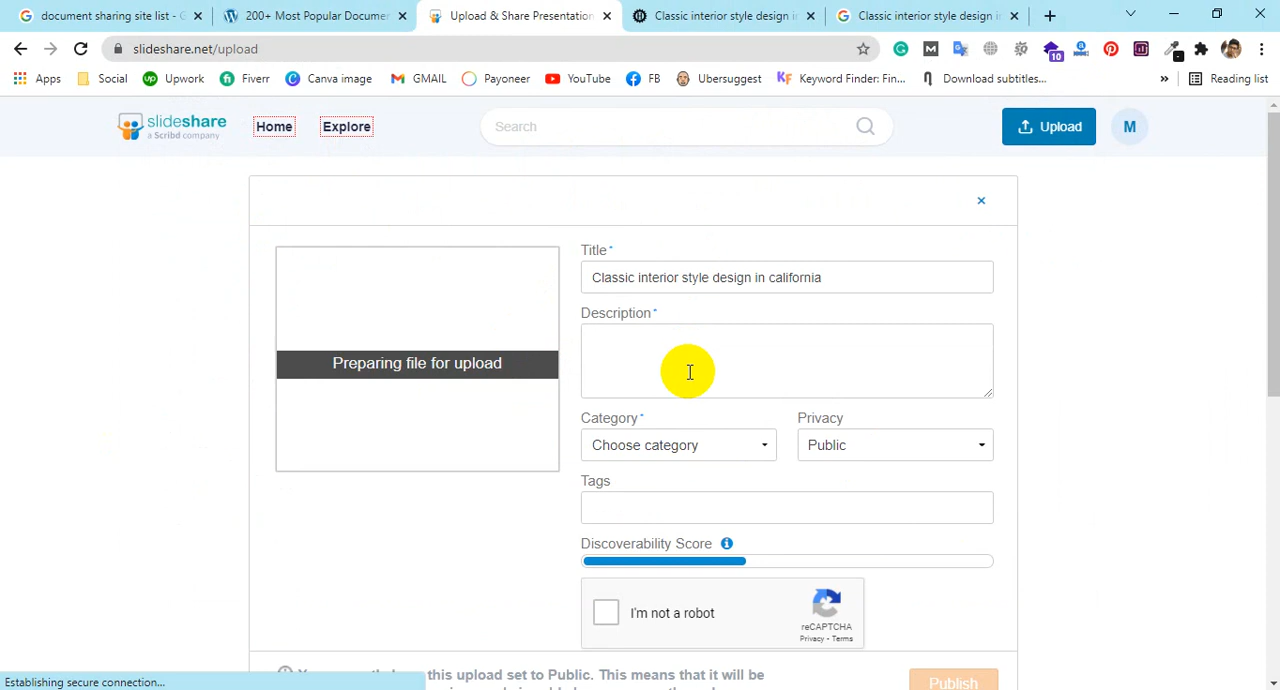 document sharing site list - G
200+ Most Popular Documen
Upload & Share Presentation
Classic interior style design in
Classic interior style design in
slideshare.net/upload
10
Apps
Social
Upwork
Fiverr
Canva image
GMAIL
Payoneer
YouTube
FB
Ubersuggest
Keyword Finder: Fin...
Download subtitles...
»
Reading list
slideshare
a Scribd company
Home
Explore
Search
Upload
M
Title*
Classic interior style design in california
Description*
Preparing file for upload
Category*
Privacy
Choose category
Public
Tags
Discoverability Score
I'm not a robot
reCAPTCHA
Privacy - Terms
this upload set to Public. This means that it will be
Publish
Establishing secure connection...